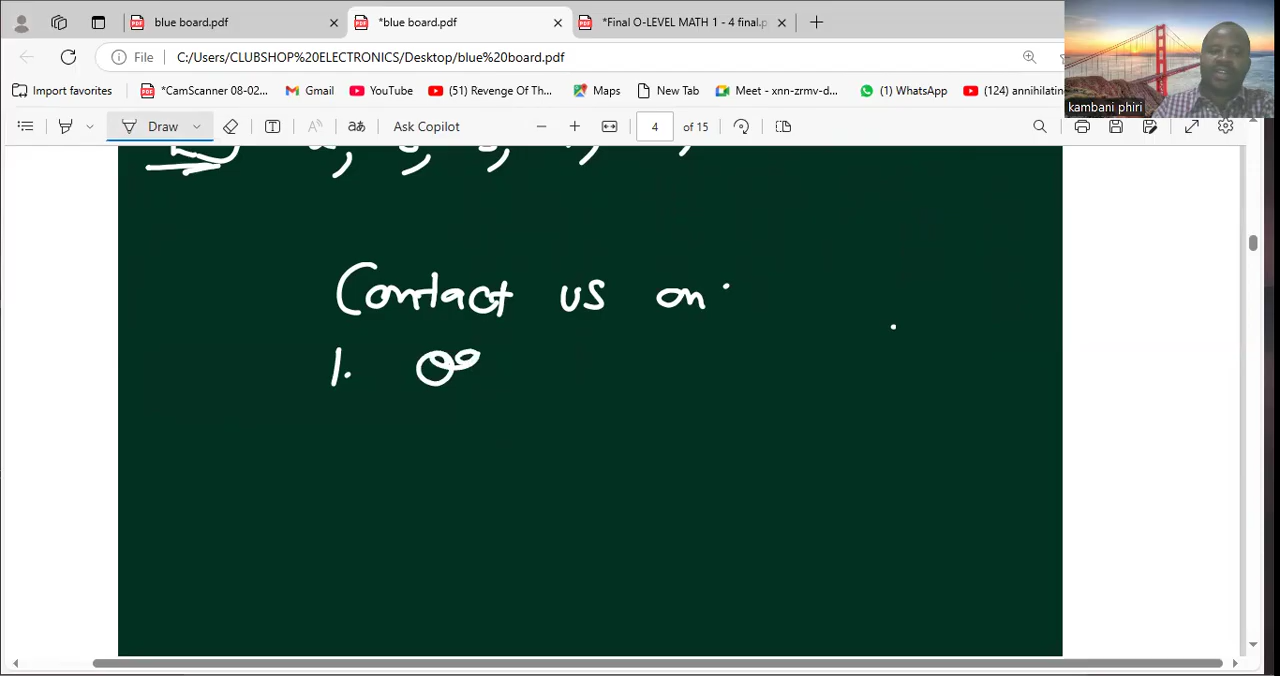 blue board.pdf
*blue board.pdf
*Final O-LEVEL MATH 1 - 4 final.p
File C:/Users/CLUBSHOP%20ELECTRONICS/Desktop/blue%20board.pdf
Import favorites *CamScanner 08-02... Gmail YouTube (51) Revenge Of Th... Maps New Tab Meet - xnn-zrmv-d... (1) WhatsApp (124) annihilatin
kambani phiri
Draw aあ Ask Copilot 4 of 15
Contact us on
1.